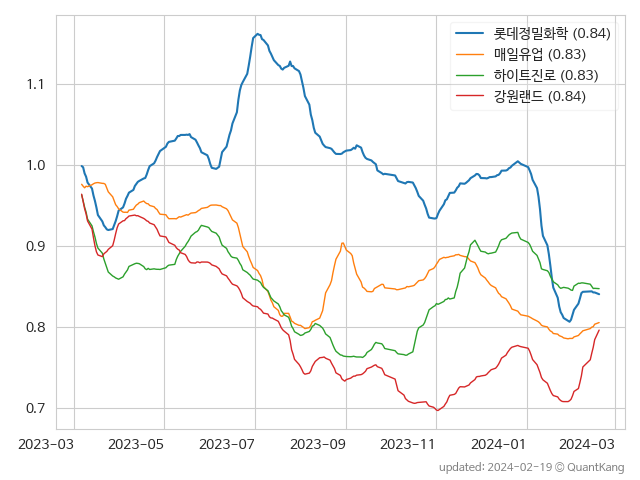 롯데정밀화학 (0.84)
매일유업 (0.83)
하이트진로 (0.83)
강원랜드 (0.84)
1.1
1.0
0.9
0.8
0.7
2023-03 2023-05 2023-07 2023-09 2023-11 2024-01 2024-03
updated: 2024-02-19 © QuantKang